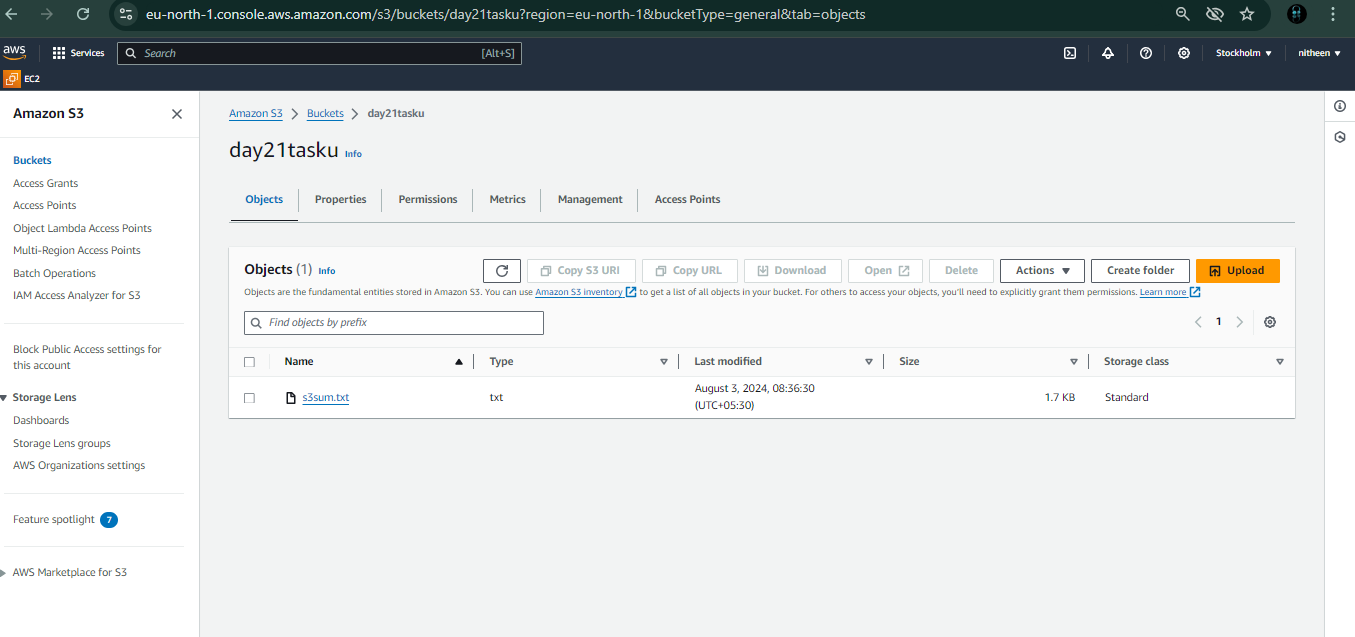 eu-north-1.console.aws.amazon.com/s3/buckets/day21tasku?region=eu-north-1&bucketType=general&tab=objects
aws Services Search [Alt+S] Stockholm ▼ nitheen ▼
EC2
Amazon S3
Buckets
Access Grants
Access Points
Object Lambda Access Points
Multi-Region Access Points
Batch Operations
IAM Access Analyzer for S3
Block Public Access settings for
this account
Storage Lens
Dashboards
Storage Lens groups
AWS Organizations settings
Feature spotlight 7
AWS Marketplace for S3
Amazon S3 > Buckets > day21tasku
day21tasku Info
Objects Properties Permissions Metrics Management Access Points
Objects (1) Info Copy S3 URI Copy URL Download Open Delete Actions ▼ Create folder Upload
Objects are the fundamental entities stored in Amazon S3. You can use Amazon S3 inventory to get a list of all objects in your bucket. For others to access your objects, you'll need to explicitly grant them permissions. Learn more
Find objects by prefix 1
Name Type Last modified Size Storage class
s3sum.txt txt August 3, 2024, 08:36:30 1.7 KB Standard
(UTC+05:30)